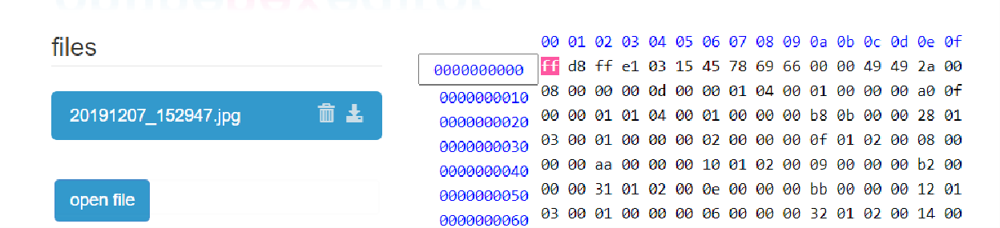 files
20191207_152947.jpg
open file
00 01 02 03 04 05 06 07 08 09 0a 0b 0c 0d 0e 0f
0000000000 ff d8 ff e1 03 15 45 78 69 66 00 00 49 49 2a 00
0000000010 08 00 00 00 0d 00 00 01 04 00 01 00 00 00 a0 0f
0000000020 00 00 01 01 04 00 01 00 00 00 b8 0b 00 00 28 01
0000000030 03 00 01 00 00 00 02 00 00 00 0f 01 02 00 08 00
0000000040 00 00 aa 00 00 00 10 01 02 00 09 00 00 00 b2 00
0000000050 00 00 31 01 02 00 0e 00 00 00 bb 00 00 00 12 01
0000000060 03 00 01 00 00 00 06 00 00 00 32 01 02 00 14 00